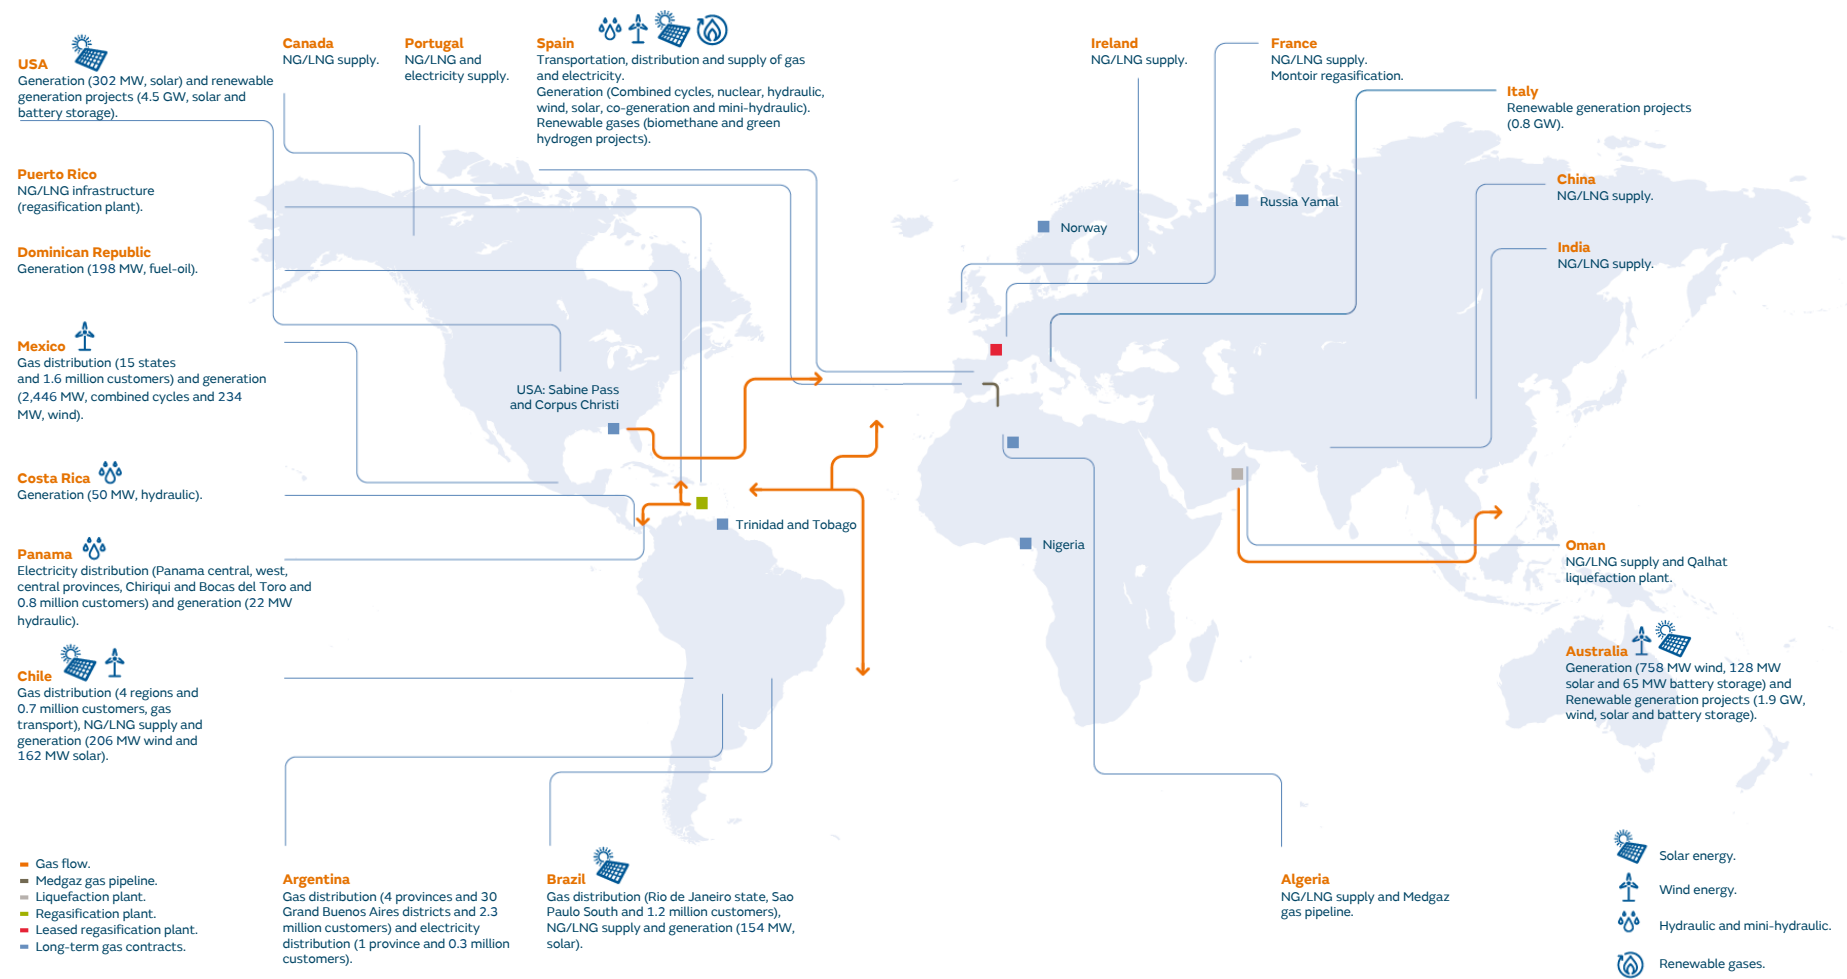 USA
Generation (302 MW, solar) and renewable
generation projects (4.5 GW, solar and
battery storage).
Canada
NG/LNG supply.
Portugal
NG/LNG and
electricity supply.
Spain
Transportation, distribution and supply of gas
and electricity.
Generation (Combined cycles, nuclear, hydraulic,
wind, solar, co-generation and mini-hydraulic).
Renewable gases (biomethane and green
hydrogen projects).
Ireland
NG/LNG supply.
France
NG/LNG supply.
Montoir regasification.
Italy
Renewable generation projects
(0.8 GW).
China
NG/LNG supply.
India
NG/LNG supply.
Puerto Rico
NG/LNG infrastructure
(regasification plant).
Dominican Republic
Generation (198 MW, fuel-oil).
Mexico
Gas distribution (15 states
and 1.6 million customers) and generation
(2,446 MW, combined cycles and 234
MW, wind).
Costa Rica
Generation (50 MW, hydraulic).
Panama
Electricity distribution (Panama central, west,
central provinces, Chiriqui and Bocas del Toro and
0.8 million customers) and generation (22 MW
hydraulic).
Chile
Gas distribution (4 regions and
0.7 million customers, gas
transport), NG/LNG supply and
generation (206 MW wind and
162 MW solar).
Norway
Russia Yamal
USA: Sabine Pass
and Corpus Christi
Trinidad and Tobago
Nigeria
Oman
NG/LNG supply and Qalhat
liquefaction plant.
Australia
Generation (758 MW wind, 128 MW
solar and 65 MW battery storage) and
Renewable generation projects (1.9 GW,
wind, solar and battery storage).
Gas flow.
Medgaz gas pipeline.
Liquefaction plant.
Regasification plant.
Leased regasification plant.
Long-term gas contracts.
Argentina
Gas distribution (4 provinces and 30
Grand Buenos Aires districts and 2.3
million customers) and electricity
distribution (1 province and 0.3 million
customers).
Brazil
Gas distribution (Rio de Janeiro state, Sao
Paulo South and 1.2 million customers),
NG/LNG supply and generation (154 MW,
solar).
Algeria
NG/LNG supply and Medgaz
gas pipeline.
Solar energy.
Wind energy.
Hydraulic and mini-hydraulic.
Renewable gases.